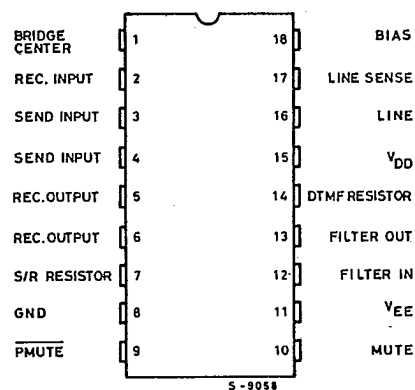 BRIDGE CENTER 1 18 BIAS
REC. INPUT 2 17 LINE SENSE
SEND INPUT 3 16 LINE
SEND INPUT 4 15 VDD
REC. OUTPUT 5 14 DTMF RESISTOR
REC. OUTPUT 6 13 FILTER OUT
S/R RESISTOR 7 12 FILTER IN
GND 8 11 VEE
PMUTE 9 10 MUTE
S-9058